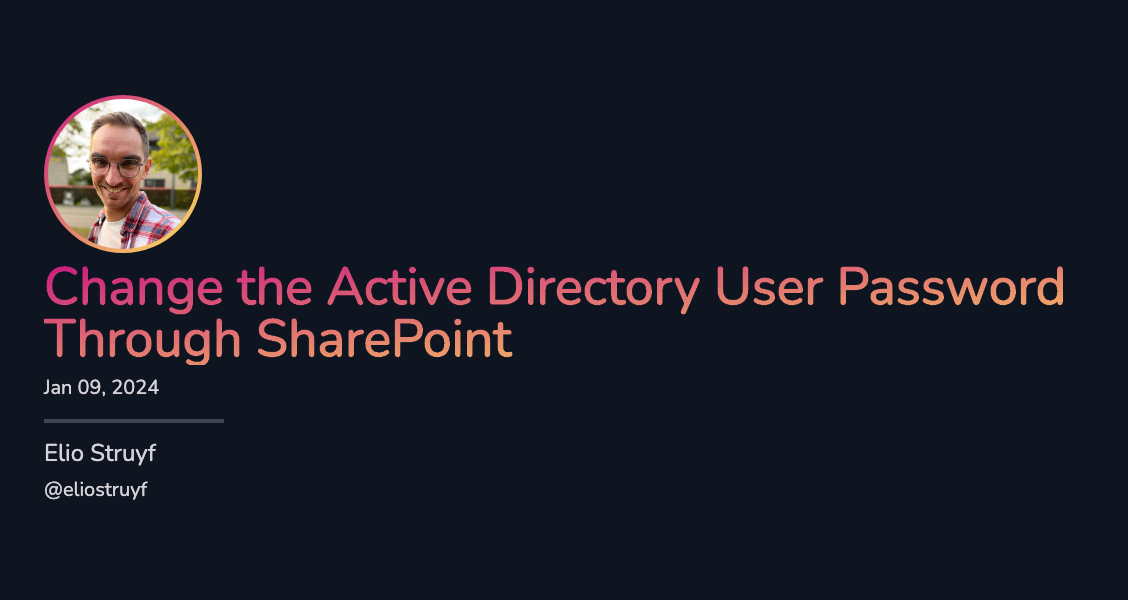 Change the Active Directory User Password
Through SharePoint
Jan 09, 2024
Elio Struyf
@eliostruyf